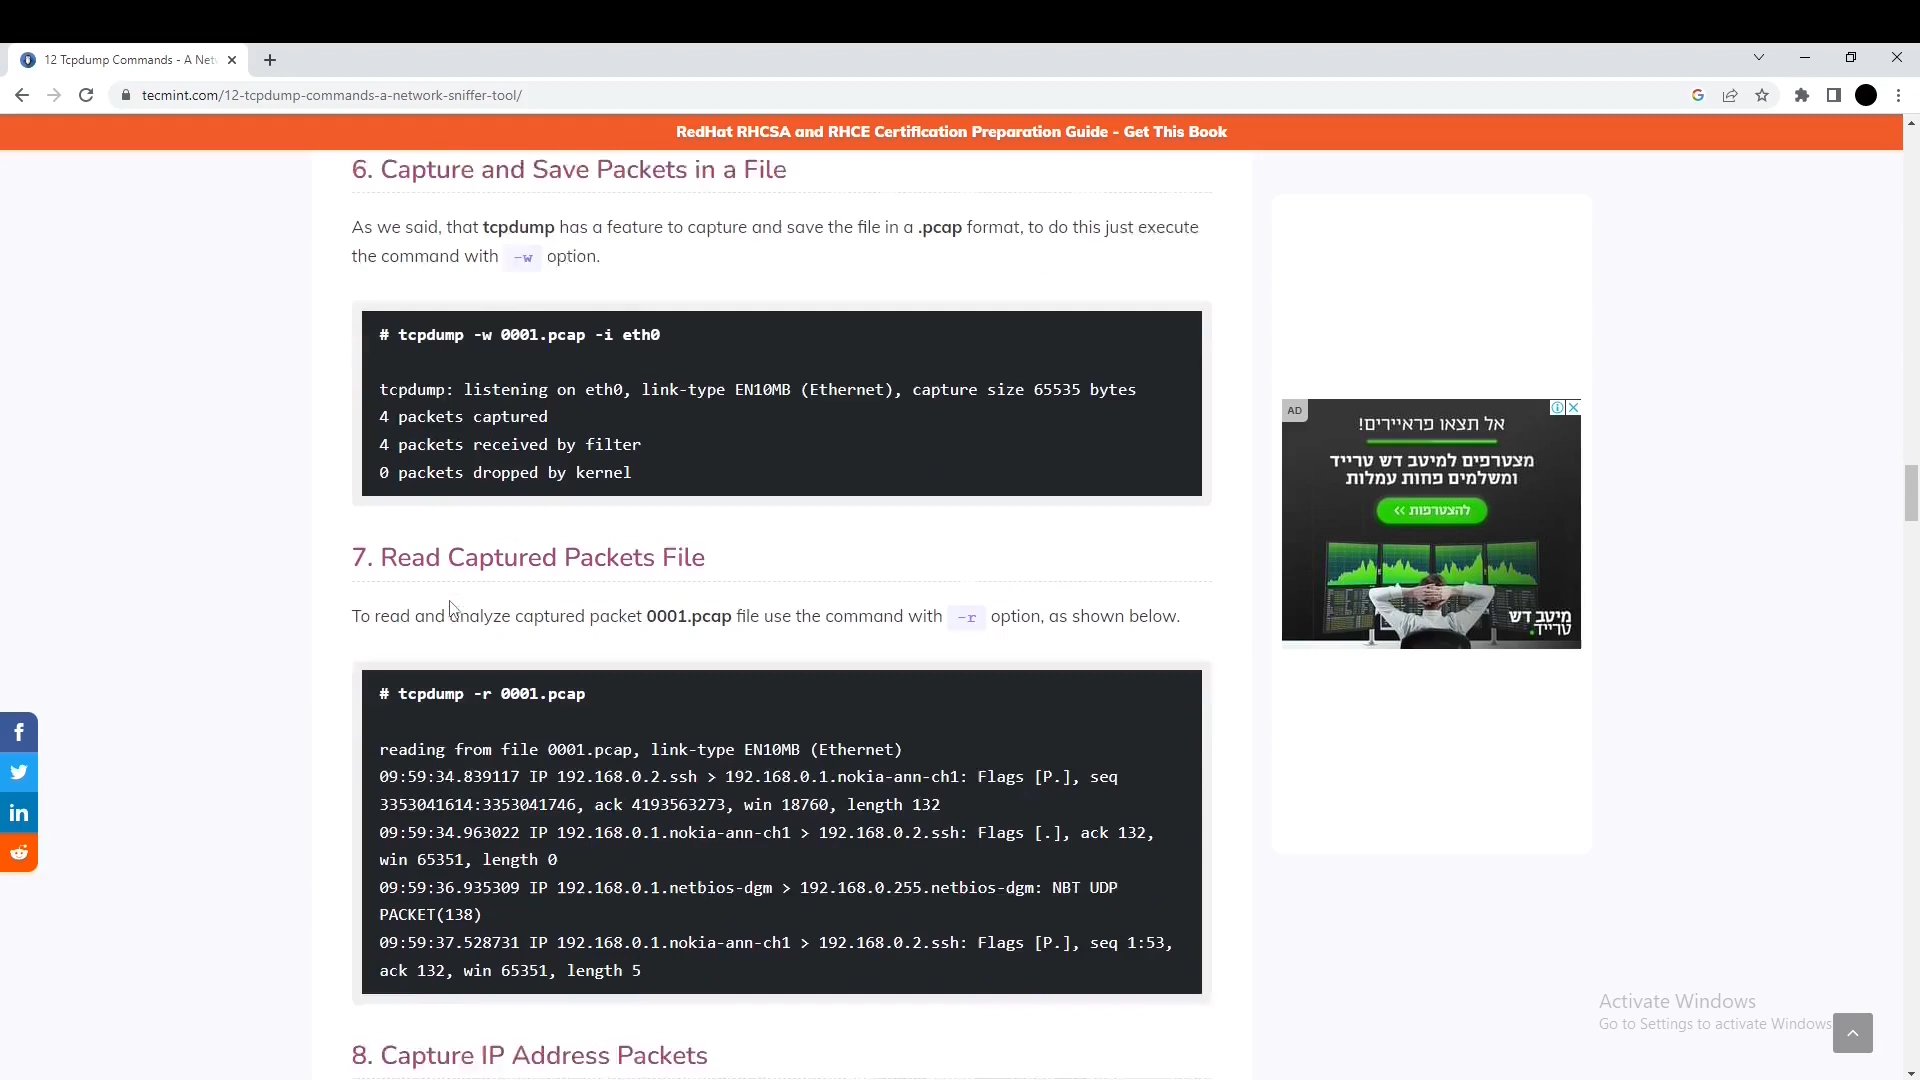 12 Tcpdump Commands - A Net
tecmint.com/12-tcpdump-commands-a-network-sniffer-tool/
RedHat RHCSA and RHCE Certification Preparation Guide - Get This Book
6. Capture and Save Packets in a File
As we said, that tcpdump has a feature to capture and save the file in a .pcap format, to do this just execute
the command with -w option.
# tcpdump -w 0001.pcap -i eth0
tcpdump: listening on eth0, link-type EN10MB (Ethernet), capture size 65535 bytes
4 packets captured
4 packets received by filter
0 packets dropped by kernel
7. Read Captured Packets File
To read and analyze captured packet 0001.pcap file use the command with -r option, as shown below.
# tcpdump -r 0001.pcap
reading from file 0001.pcap, link-type EN10MB (Ethernet)
09:59:34.839117 IP 192.168.0.2.ssh > 192.168.0.1.nokia-ann-ch1: Flags [P.], seq
3353041614:3353041746, ack 4193563273, win 18760, length 132
09:59:34.963022 IP 192.168.0.1.nokia-ann-ch1 > 192.168.0.2.ssh: Flags [.], ack 132,
win 65351, length 0
09:59:36.935309 IP 192.168.0.1.netbios-dgm > 192.168.0.255.netbios-dgm: NBT UDP
PACKET(138)
09:59:37.528731 IP 192.168.0.1.nokia-ann-ch1 > 192.168.0.2.ssh: Flags [P.], seq 1:53,
ack 132, win 65351, length 5
8. Capture IP Address Packets
AD
אל תצאו פראיירים!
מצטרפים למיטב דש טרייד
ומשלמים פחות עמלות
להצטרפות >>
מיטב דש
טרייד.
Activate Windows
Go to Settings to activate Windows